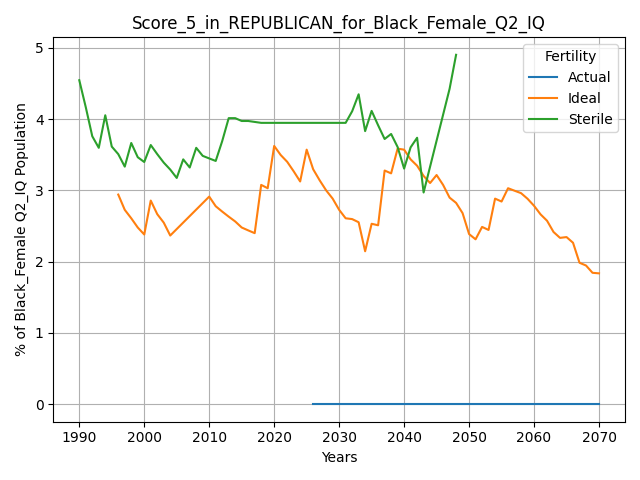 Score_5_in_REPUBLICAN_for_Black_Female_Q2_IQ
Fertility
Actual
Ideal
Sterile
% of Black_Female Q2_IQ Population
5
4
3
2
1
0
1990 2000 2010 2020 2030 2040 2050 2060 2070
Years